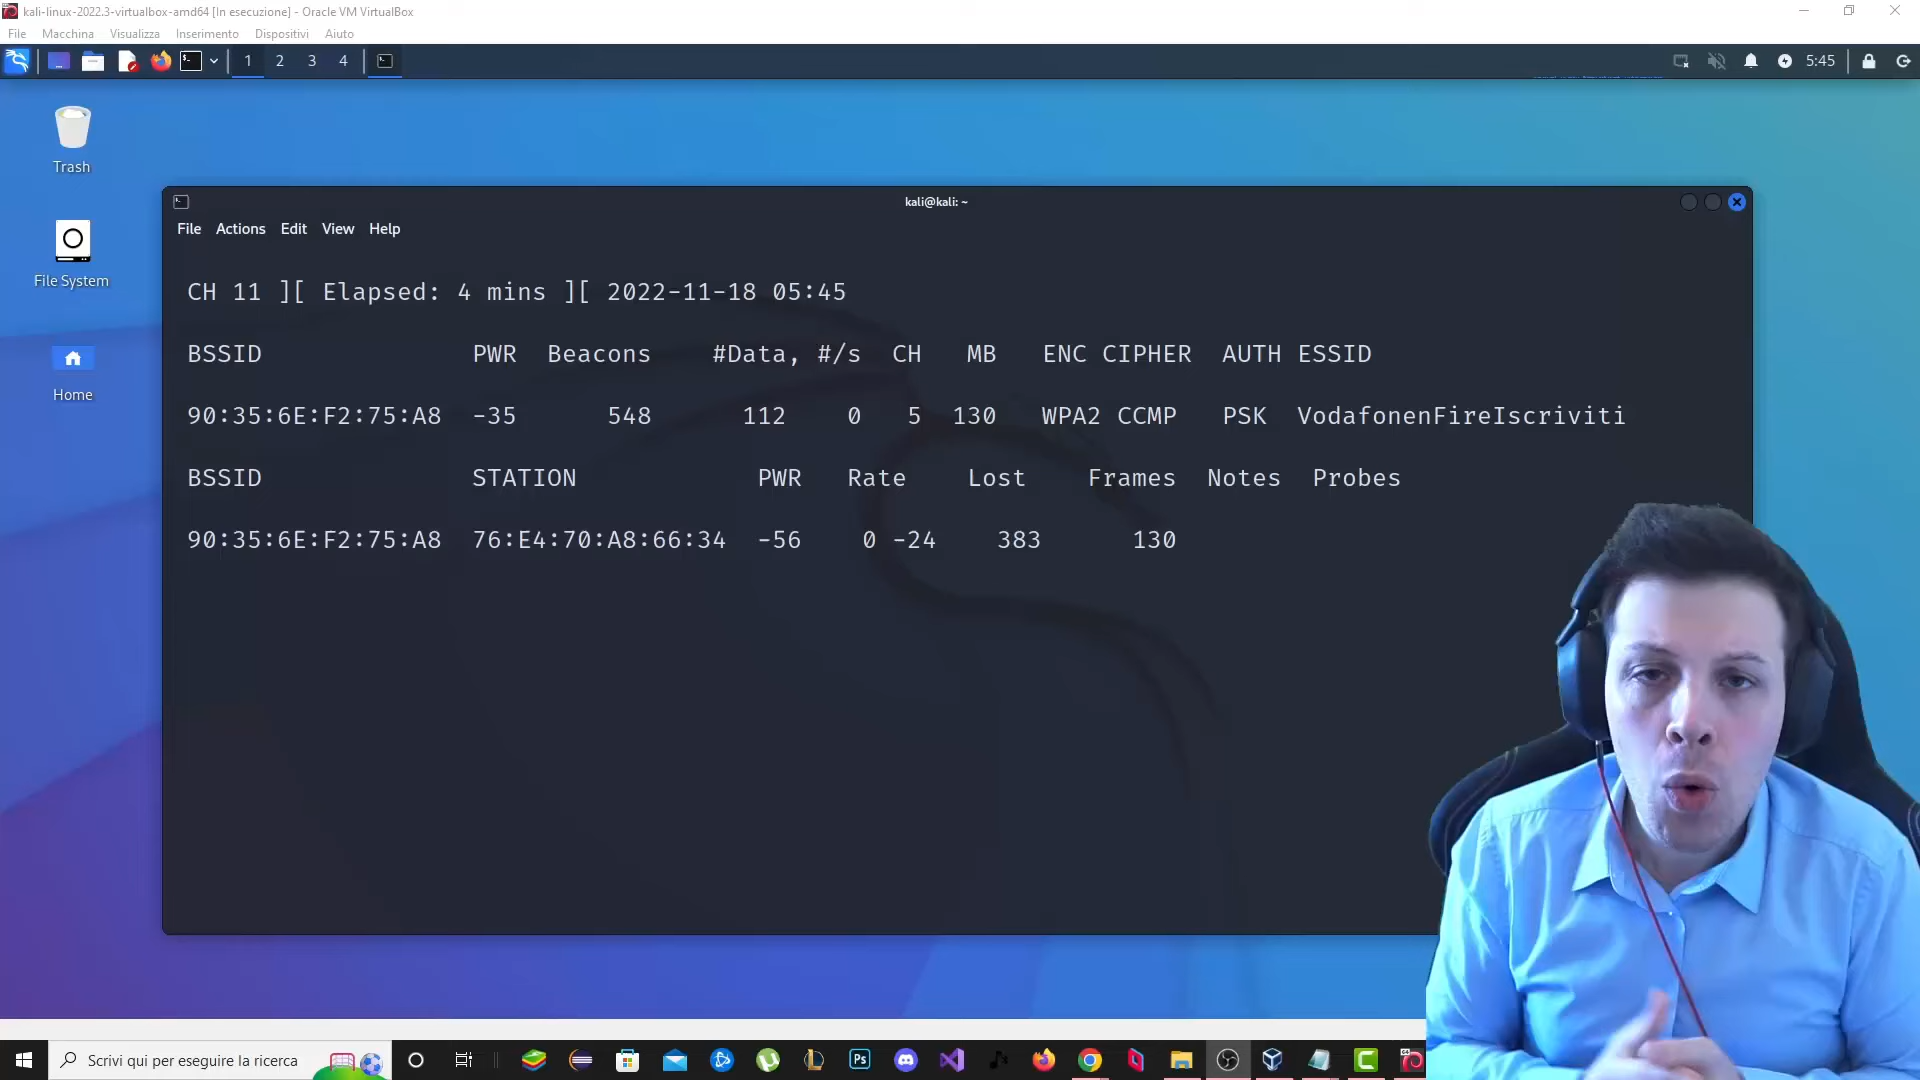 kali-linux-2022.3-virtualbox-amd64 [In esecuzione] - Oracle VM VirtualBox
File Macchina Visualizza Inserimento Dispositivi Aiuto
1 2 3 4 5:45
Trash
File System
Home
kali@kali: ~
File Actions Edit View Help
CH 11 ][ Elapsed: 4 mins ][ 2022-11-18 05:45
BSSID PWR Beacons #Data, #/s CH MB ENC CIPHER AUTH ESSID
90:35:6E:F2:75:A8 -35 548 112 0 5 130 WPA2 CCMP PSK VodafonenFireIscriviti
BSSID STATION PWR Rate Lost Frames Notes Probes
90:35:6E:F2:75:A8 76:E4:70:A8:66:34 -56 0 -24 383 130
Scrivi qui per eseguire la ricerca
Ps